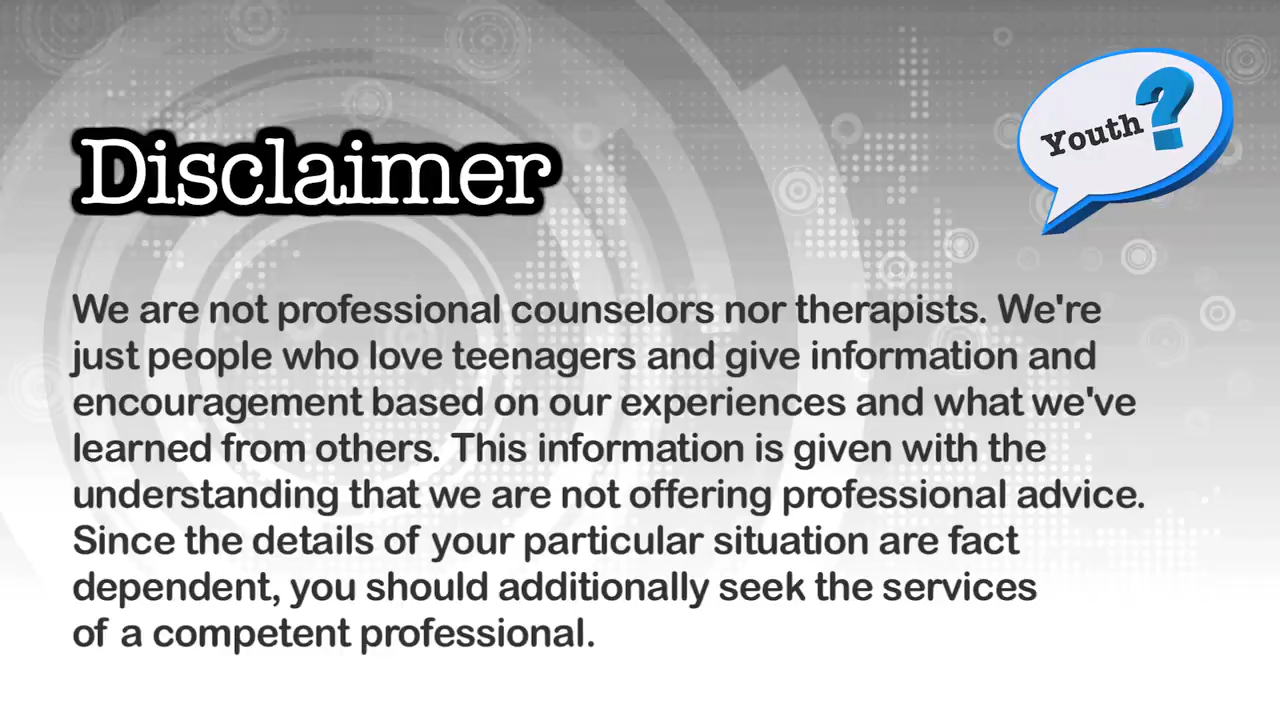 Youth?
Disclaimer
We are not professional counselors nor therapists. We're
just people who love teenagers and give information and
encouragement based on our experiences and what we've
learned from others. This information is given with the
understanding that we are not offering professional advice.
Since the details of your particular situation are fact
dependent, you should additionally seek the services
of a competent professional.